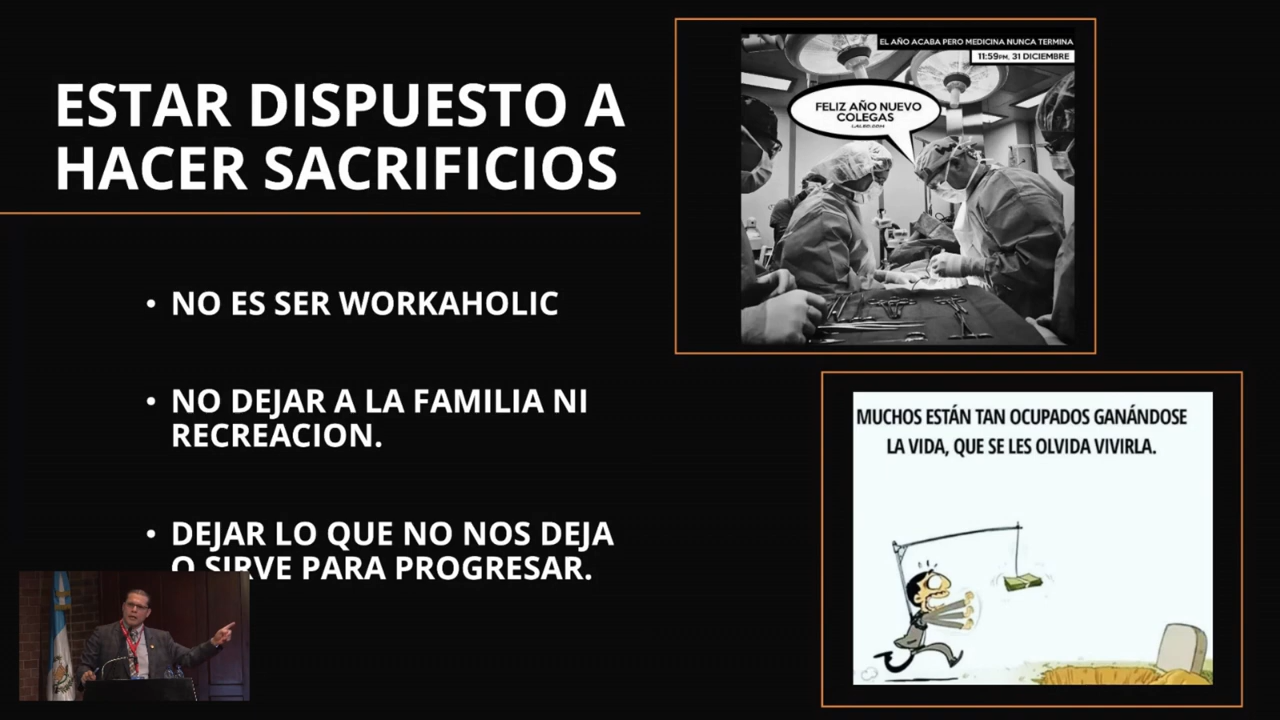 ESTAR DISPUESTO A
HACER SACRIFICIOS
• NO ES SER WORKAHOLIC
• NO DEJAR A LA FAMILIA NI
RECREACION.
• DEJAR LO QUE NO NOS DEJA
O SIRVE PARA PROGRESAR.
EL AÑO ACABA PERO MEDICINA NUNCA TERMINA
11:59PM, 31 DICIEMBRE
FELIZ AÑO NUEVO
COLEGAS
MUCHOS ESTÁN TAN OCUPADOS GANÁNDOSE
LA VIDA, QUE SE LES OLVIDA VIVIRLA.